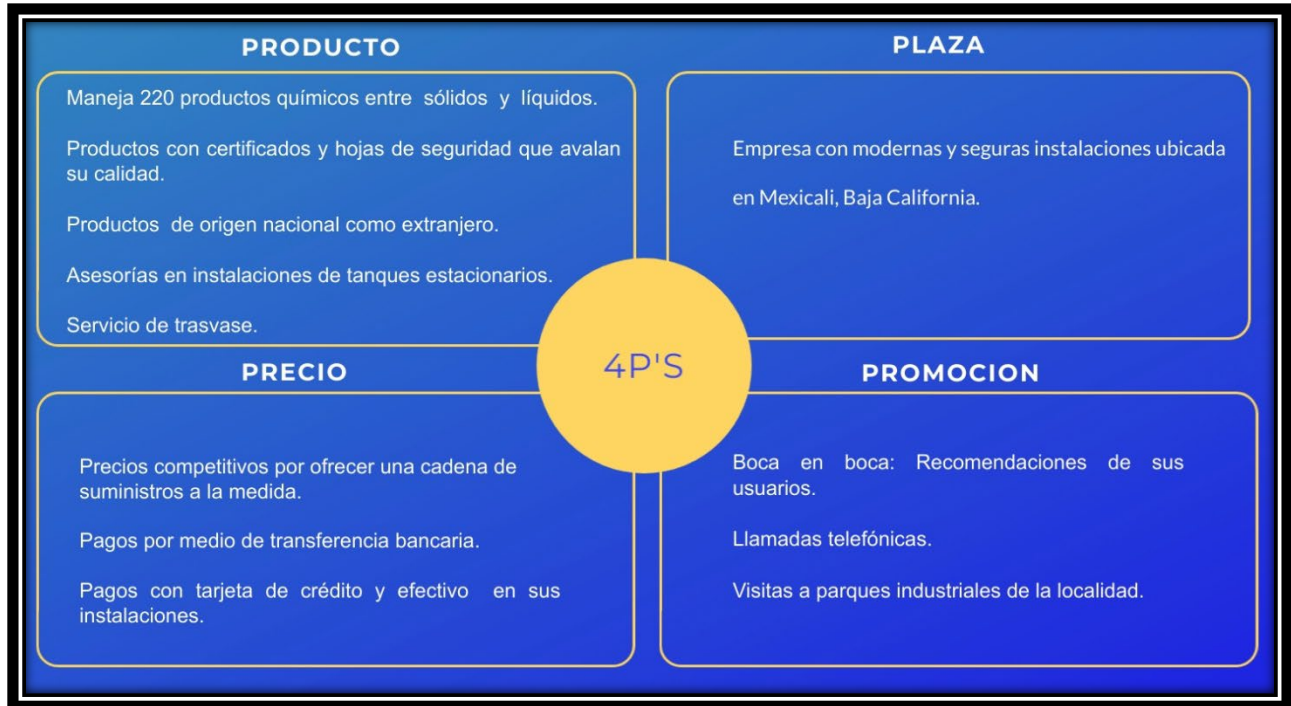 PRODUCTO
Maneja 220 productos químicos entre sólidos y líquidos.
Productos con certificados y hojas de seguridad que avalan
su calidad.
Productos de origen nacional como extranjero.
Asesorías en instalaciones de tanques estacionarios.
Servicio de trasvase.
PLAZA
Empresa con modernas y seguras instalaciones ubicada
en Mexicali, Baja California.
4P'S
PRECIO
Precios competitivos por ofrecer una cadena de
suministros a la medida.
Pagos por medio de transferencia bancaria.
Pagos con tarjeta de crédito y efectivo en sus
instalaciones.
PROMOCION
Boca en boca: Recomendaciones de sus
usuarios.
Llamadas telefónicas.
Visitas a parques industriales de la localidad.